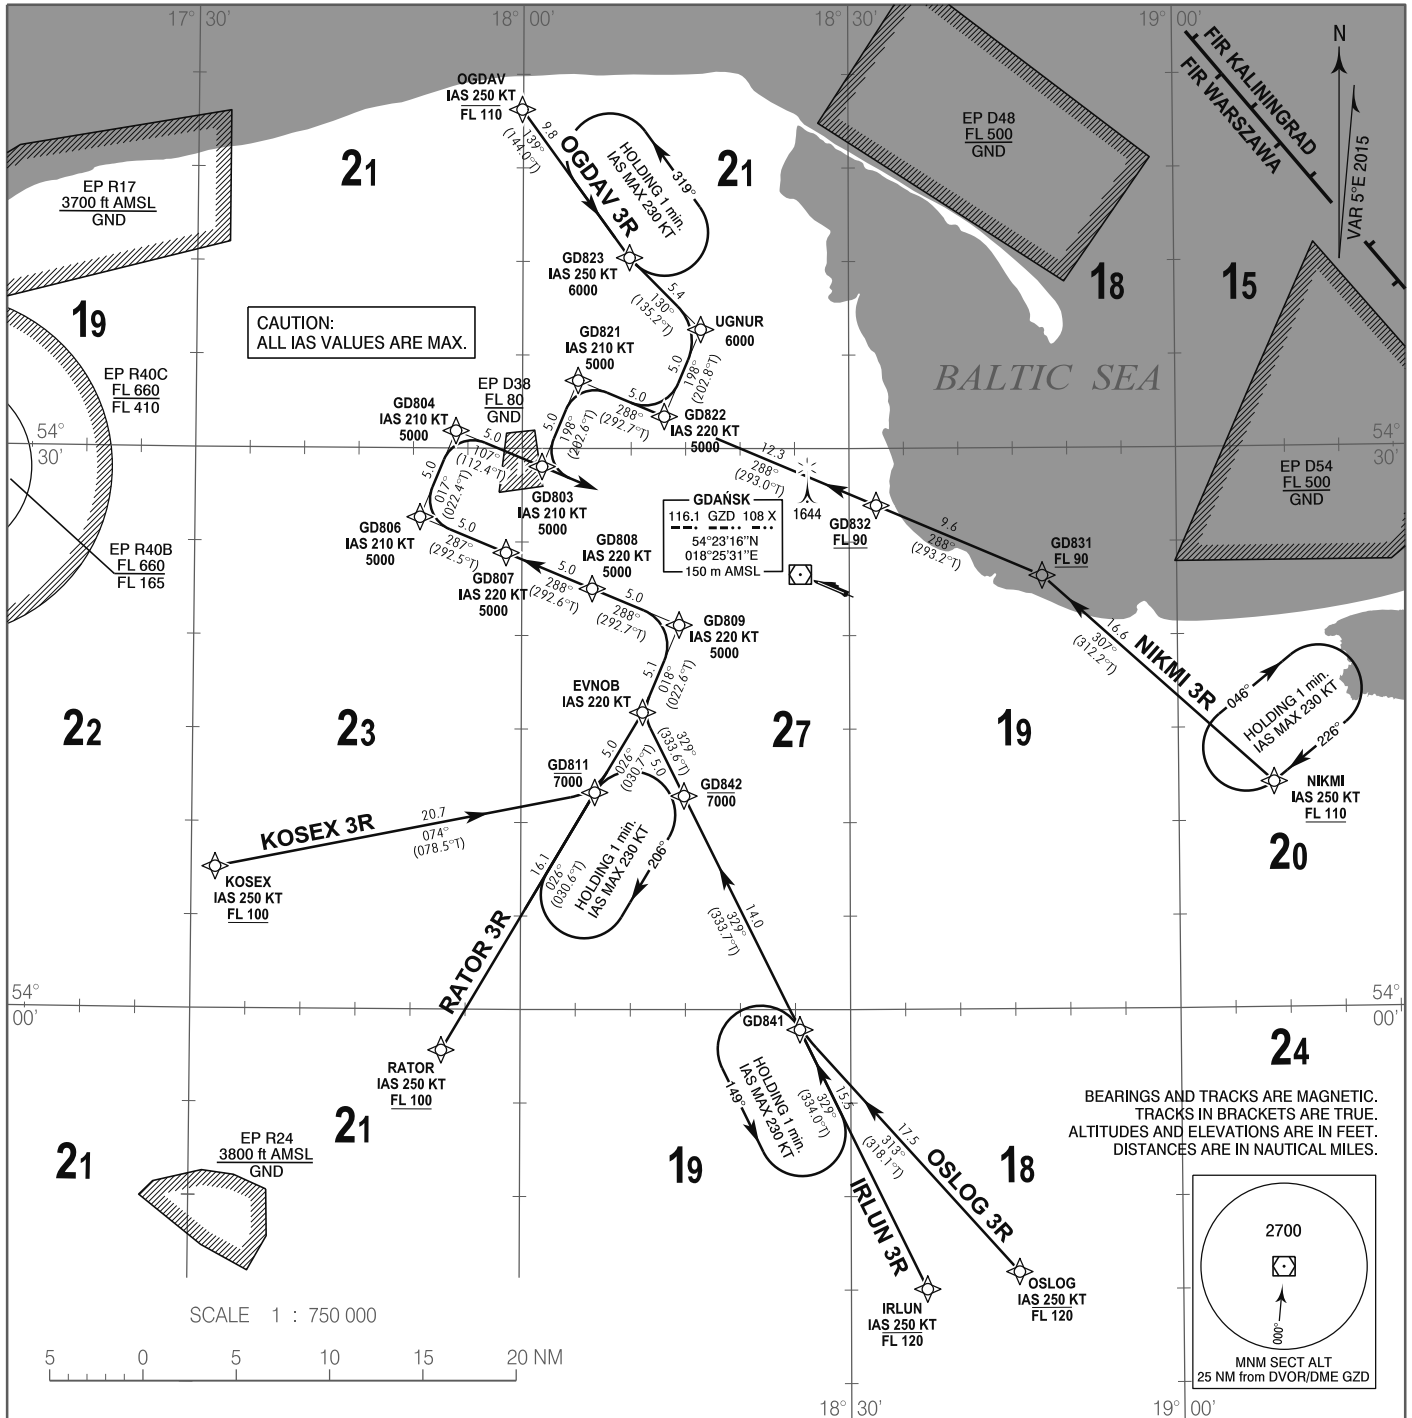 17° 30'
18° 00'
18° 30'
19° 00'
FIR KALININGRAD
FIR WARSZAWA
N
VAR 5°E 2015
OGDAV
IAS 250 KT
FL 110
9.8
139°
(144.0°T)
OGDAV 3R
HOLDING 1 min.
IAS MAX 230 KT
319°
21
21
EP D48
FL 500
GND
EP R17
3700 ft AMSL
GND
GD823
IAS 250 KT
6000
18
15
19
5.4
130°
(135.2°T)
CAUTION:
ALL IAS VALUES ARE MAX.
UGNUR
6000
GD821
IAS 210 KT
5000
5.0
198°
(202.8°T)
BALTIC SEA
EP R40C
FL 660
FL 410
EP D38
FL 80
GND
GD804
IAS 210 KT
5000
5.0
288°
(292.7°T)
GD822
IAS 220 KT
5000
54°
30'
5.0
107°
(112.4°T)
5.0
198°
(202.6°T)
12.3
288°
(293.0°T)
54°
30'
EP D54
FL 500
GND
5.0
017°
(022.4°T)
GD803
IAS 210 KT
5000
GDAŃSK
116.1 GZD 108 X
54°23'16"N
018°25'31"E
150 m AMSL
1644
GD832
FL 90
9.6
288°
(293.2°T)
GD831
FL 90
GD806
IAS 210 KT
5000
5.0
287°
(292.5°T)
GD808
IAS 220 KT
5000
EP R40B
FL 660
FL 165
GD807
IAS 220 KT
5000
5.0
288°
(292.6°T)
5.0
288°
(292.7°T)
GD809
IAS 220 KT
5000
16.6
307°
(312.2°T)
NIKMI 3R
5.1
018°
(022.6°T)
EVNOB
IAS 220 KT
046°
HOLDING 1 min.
IAS MAX 230 KT
226°
22
23
27
19
5.0
026°
(030.7°T)
329°
(333.6°T)
5.0
GD811
7000
GD842
7000
NIKMI
IAS 250 KT
FL 110
KOSEX 3R
20.7
074°
(078.5°T)
HOLDING 1 min.
IAS MAX 230 KT
206°
20
KOSEX
IAS 250 KT
FL 100
16.1
026°
(030.6°T)
RATOR 3R
14.0
329°
(333.7°T)
54°
00'
54°
00'
GD841
RATOR
IAS 250 KT
FL 100
149°
HOLDING 1 min.
IAS MAX 230 KT
15.5
329°
(334.0°T)
24
BEARINGS AND TRACKS ARE MAGNETIC.
TRACKS IN BRACKETS ARE TRUE.
ALTITUDES AND ELEVATIONS ARE IN FEET.
DISTANCES ARE IN NAUTICAL MILES.
EP R24
3800 ft AMSL
GND
21
21
19
18
17.5
313°
(318.1°T)
OSLOG 3R
IRLUN 3R
2700
000°
MNM SECT ALT
25 NM from DVOR/DME GZD
OSLOG
IAS 250 KT
FL 120
IRLUN
IAS 250 KT
FL 120
SCALE 1 : 750 000
5 0 5 10 15 20 NM
18° 30'
19° 00'